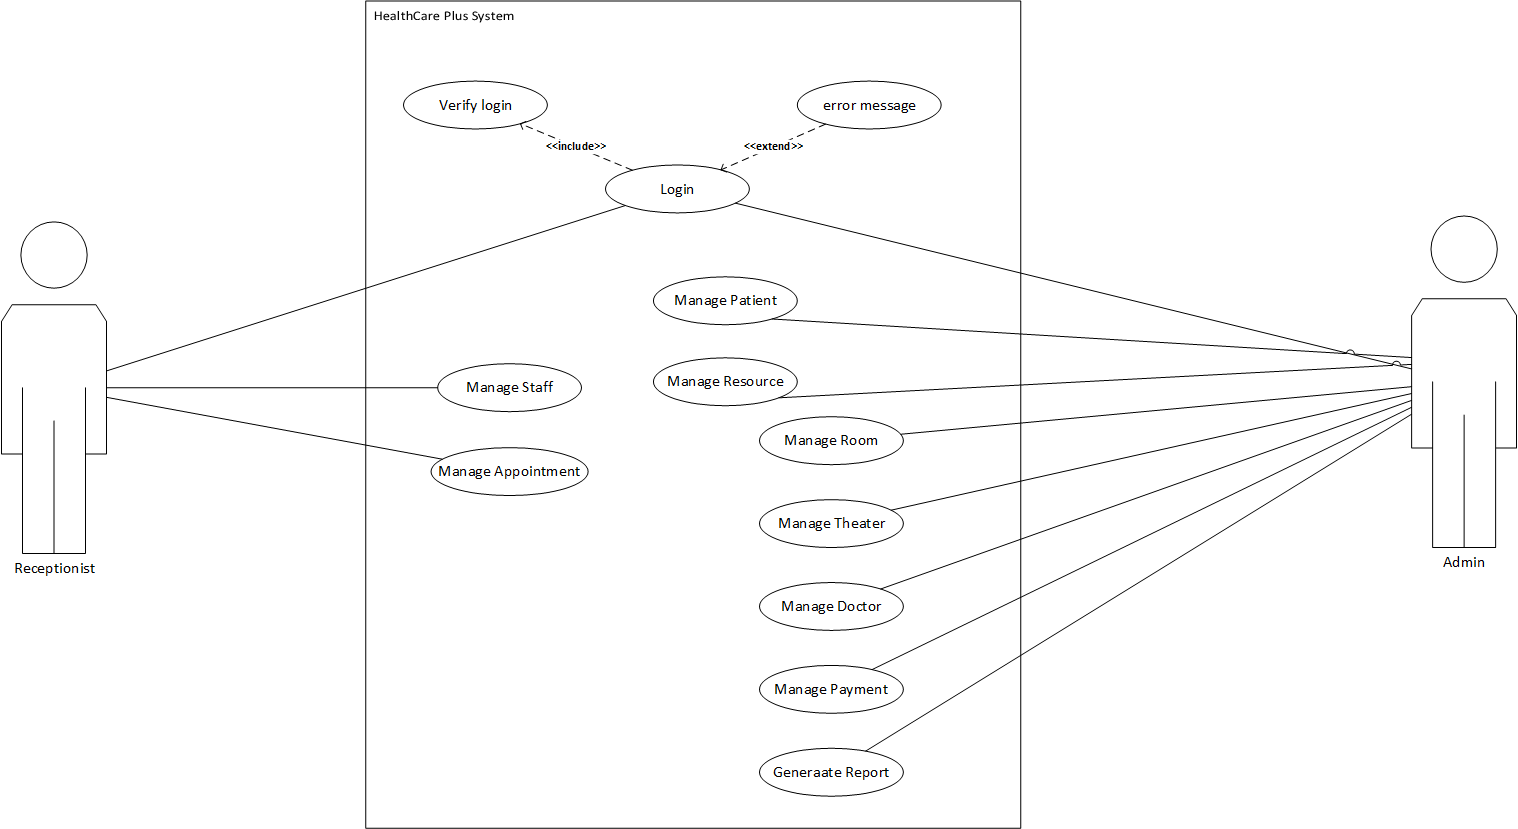 HealthCare Plus System
Verify login
error message
<<include>>
<<extend>>
Login
Manage Patient
Manage Resource
Manage Staff
Manage Room
Manage Appointment
Manage Theater
Receptionist
Admin
Manage Doctor
Manage Payment
Generaate Report